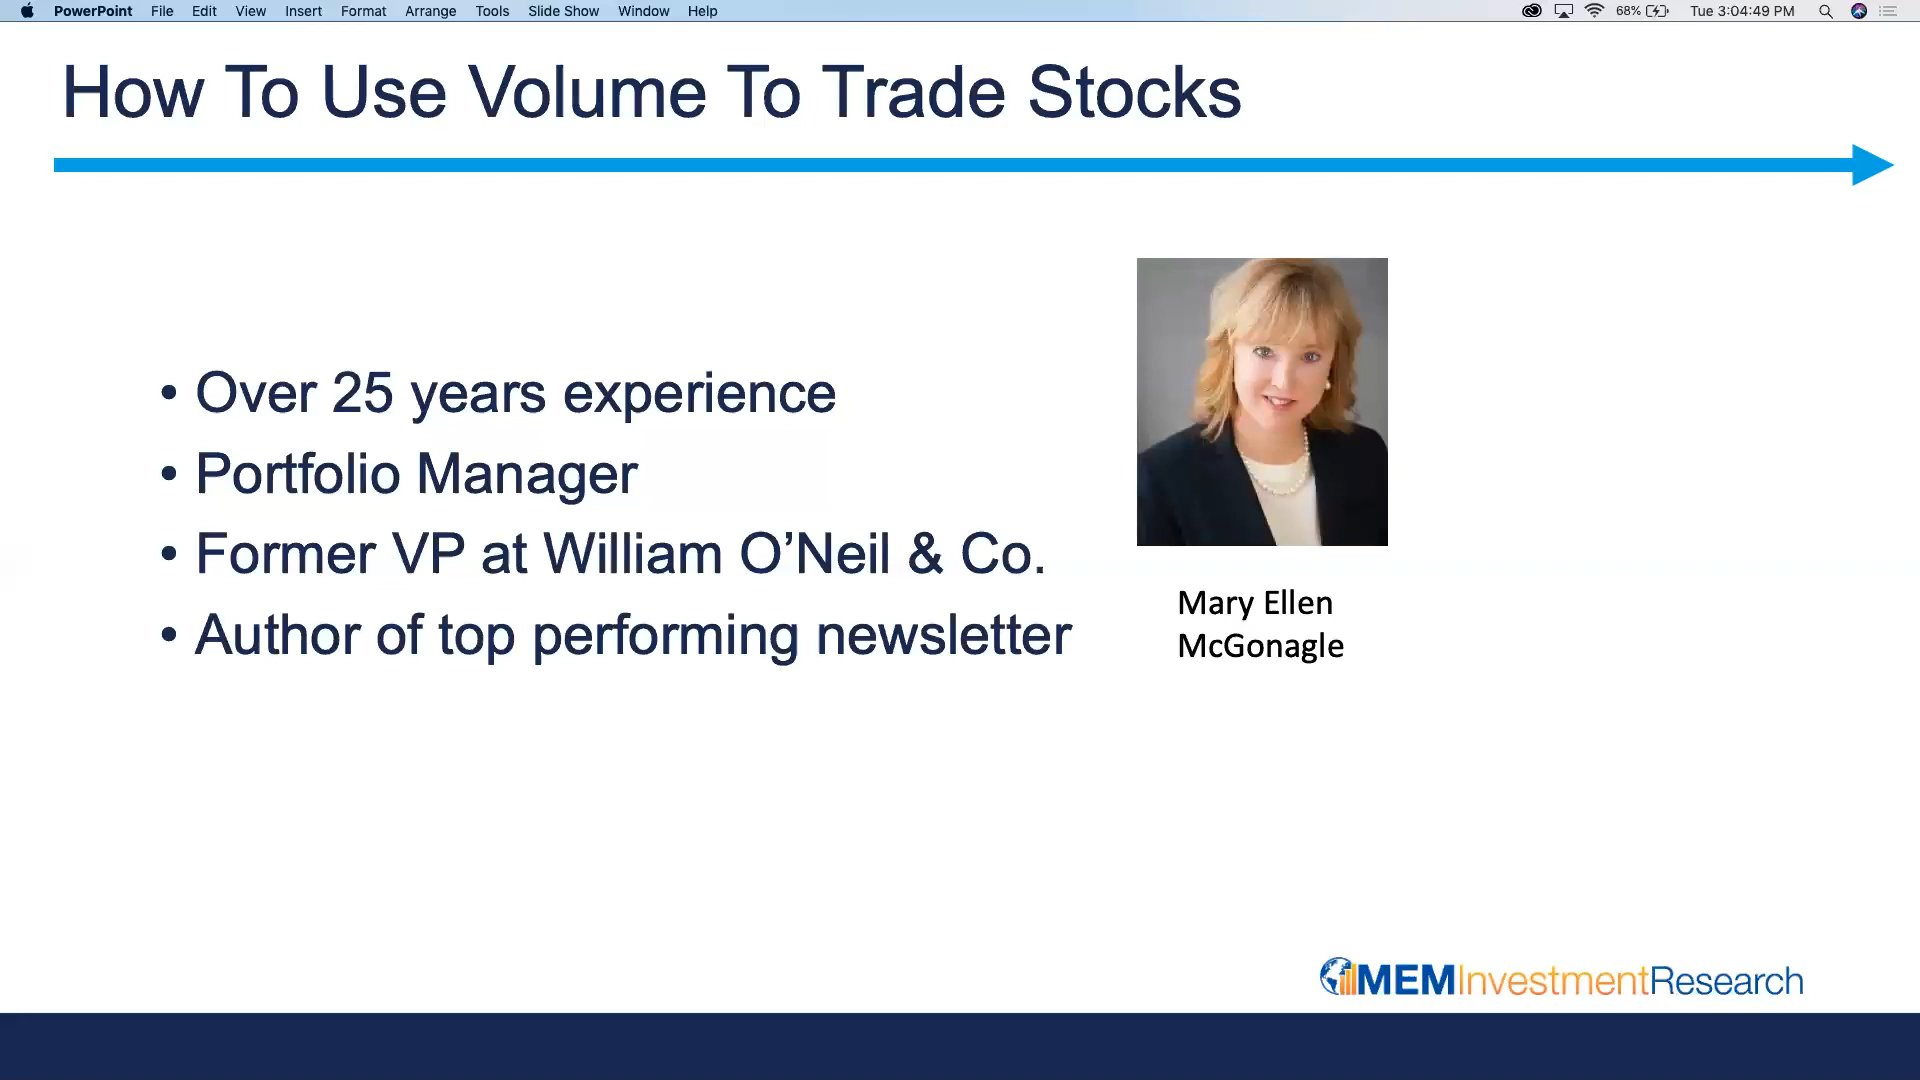 PowerPoint File Edit View Insert Format Arrange Tools Slide Show Window Help 68% Tue 3:04:49 PM
How To Use Volume To Trade Stocks
• Over 25 years experience
• Portfolio Manager
• Former VP at William O’Neil & Co.
• Author of top performing newsletter
Mary Ellen
McGonagle
MEMInvestmentResearch